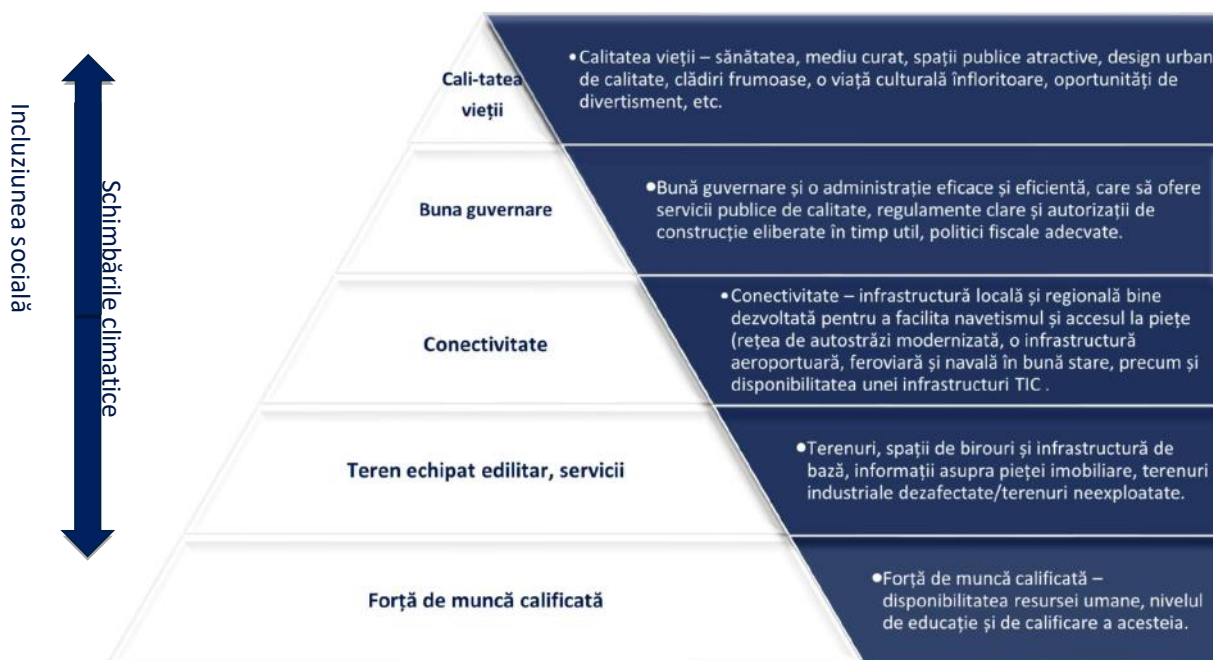 Incluziunea socială
Schimbările climatice
Cali-tatea
vieții
• Calitatea vieții – sănătatea, mediu curat, spații publice atractive, design urban
de calitate, clădiri frumoase, o viață culturală înfloritoare, oportunități de
divertisment, etc.
Buna guvernare
• Bună guvernare și o administrație eficace și eficientă, care să ofere
servicii publice de calitate, regulamente clare și autorizații de
construcție eliberate în timp util, politici fiscale adecvate.
Conectivitate
• Conectivitate – infrastructură locală și regională bine
dezvoltată pentru a facilita navetismul și accesul la piețe
(rețea de autostrăzi modernizată, o infrastructură
aeroportuară, feroviară și navală în bună stare, precum și
disponibilitatea unei infrastructuri TIC .
Teren echipat edilitar, servicii
• Terenuri, spații de birouri și infrastructură de
bază, informații asupra pieței imobiliare, terenuri
industriale dezafectate/terenuri neexploatate.
Forță de muncă calificată
• Forță de muncă calificată –
disponibilitatea resursei umane, nivelul
de educație și de calificare a acesteia.